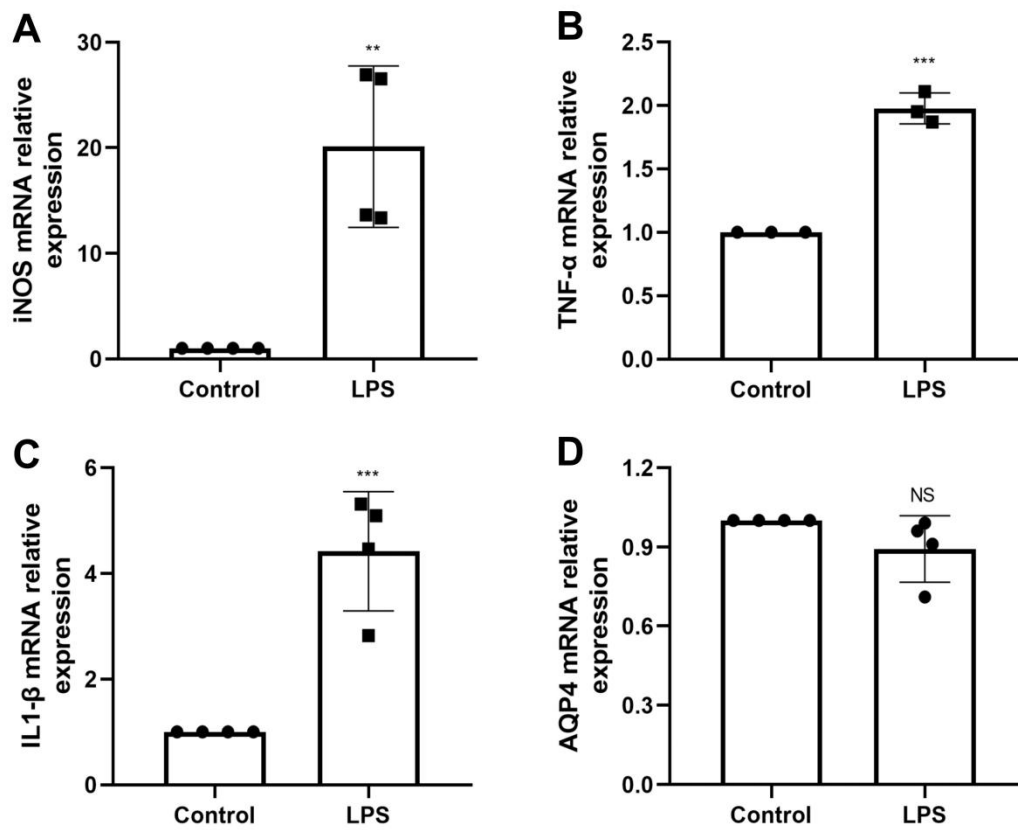 A
iNOS mRNA relative
expression
30
20
10
0
**
Control
LPS
B
TNF-α mRNA relative
expression
2.5
2.0
1.5
1.0
0.5
0.0
***
Control
LPS
C
IL1-β mRNA relative
expression
6
4
2
0
***
Control
LPS
D
AQP4 mRNA relative
expression
1.2
0.9
0.6
0.3
0.0
NS
Control
LPS